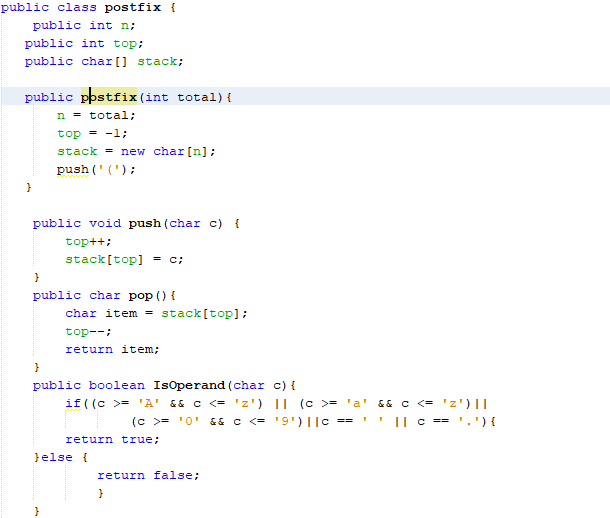 public class postfix {
public int n;
public int top;
public char[] stack;
public postfix(int total){
n = total;
top = -1;
stack = new char[n];
push('(');
}
public void push(char c) {
top++;
stack[top] = c;
}
public char pop(){
char item = stack[top];
top--;
return item;
}
public boolean IsOperand(char c){
if((c >= 'A' && c <= 'z') || (c >= 'a' && c <= 'z')||
(c >= '0' && c <= '9')||c == ' ' || c == '.'){
return true;
}else {
return false;
}
}